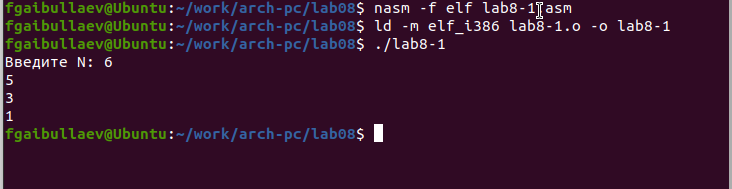 fgaibullaev@Ubuntu:~/work/arch-pc/lab08$ nasm -f elf lab8-1.asm
fgaibullaev@Ubuntu:~/work/arch-pc/lab08$ ld -m elf_i386 lab8-1.o -o lab8-1
fgaibullaev@Ubuntu:~/work/arch-pc/lab08$ ./lab8-1
Введите N: 6
5
3
1
fgaibullaev@Ubuntu:~/work/arch-pc/lab08$